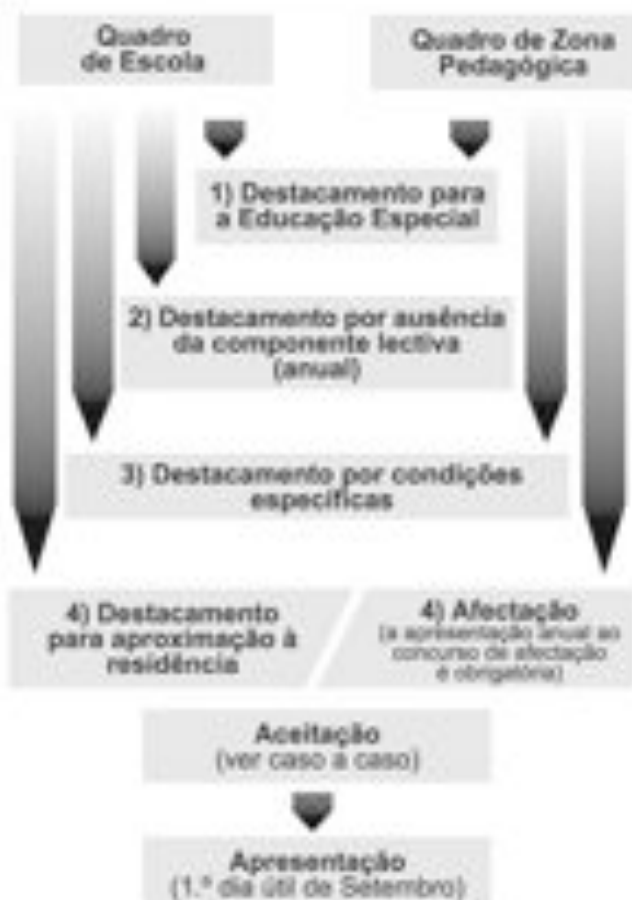 Quadro
de Escola
Quadro de Zona
Pedagógica
1) Destacamento para
a Educação Especial
2) Destacamento por ausência
da componente lectiva
(anual)
3) Destacamento por condições
específicas
4) Destacamento
para aproximação à
residência
4) Afectação
(a apresentação anual ao
concurso de afectação
é obrigatória)
Aceitação
(ver caso a caso)
Apresentação
(1.º dia útil de Setembro)